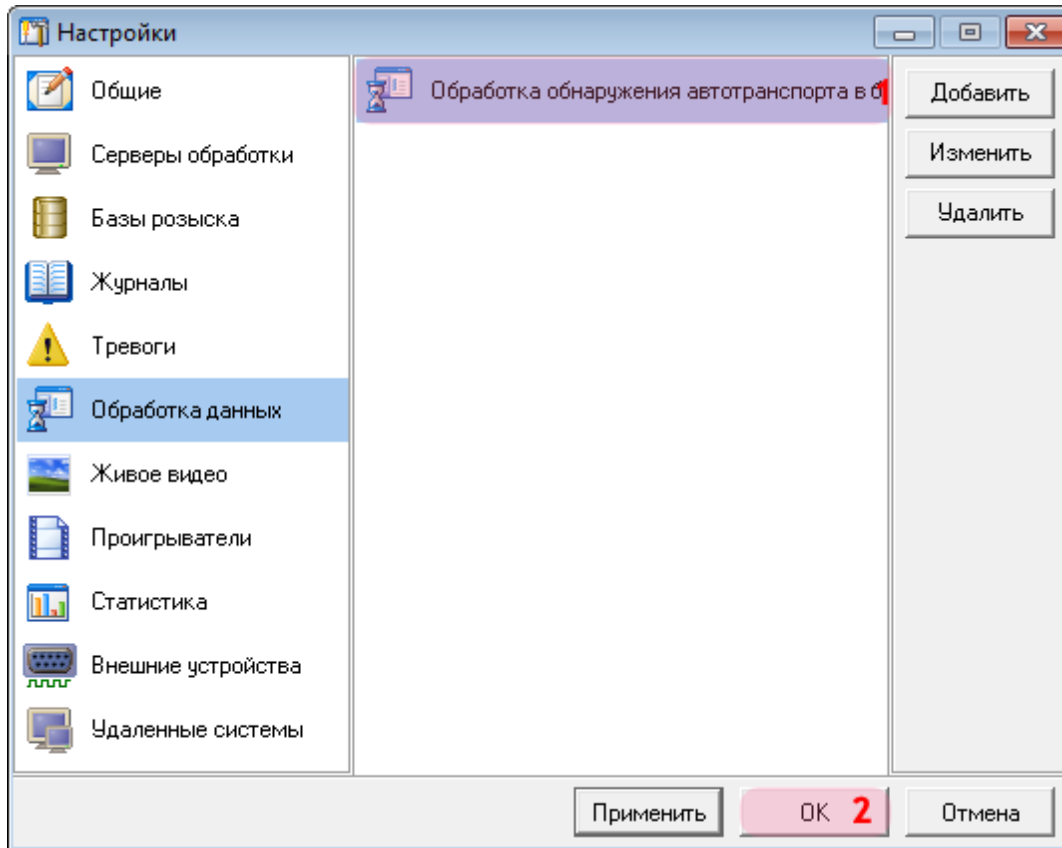 Настройки
Общие
Серверы обработки
Базы розыска
Журналы
Тревоги
Обработка данных
Живое видео
Проигрыватели
Статистика
Внешние устройства
Удаленные системы
Обработка обнаружения автотранспорта в б
1
Добавить
Изменить
Удалить
Применить
OK 2
Отмена